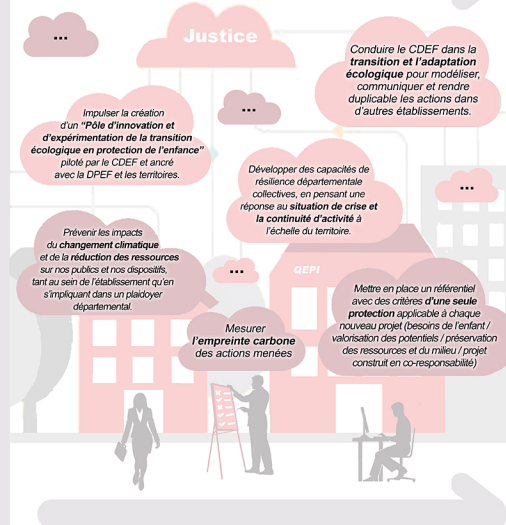 ...
Justice
Conduire le CDEF dans la
transition et l'adaptation
écologique pour modéliser,
communiquer et rendre
duplicable les actions dans
d'autres établissements.
...
Impulser la création
d'un "Pôle d'innovation et
d'expérimentation de la transition
écologique en protection de l'enfance"
piloté par le CDEF et ancré
avec la DPEF et les territoires.
Développer des capacités de
résilience départementale
collectives, en pensant une
réponse au situation de crise et
la continuité d'activité à
l'échelle du territoire.
...
Prévenir les impacts
du changement climatique
et de la réduction des ressources
sur nos publics et nos dispositifs,
tant au sein de l'établissement qu'en
s'impliquant dans un plaidoyer
départemental.
...
QEPI
Mettre en place un référentiel
avec des critères d'une seule
protection applicable à chaque
nouveau projet (besoins de l'enfant /
valorisation des potentiels / préservation
des ressources et du milieu / projet
construit en co-responsabilité)
Mesurer
l'empreinte carbone
des actions menées